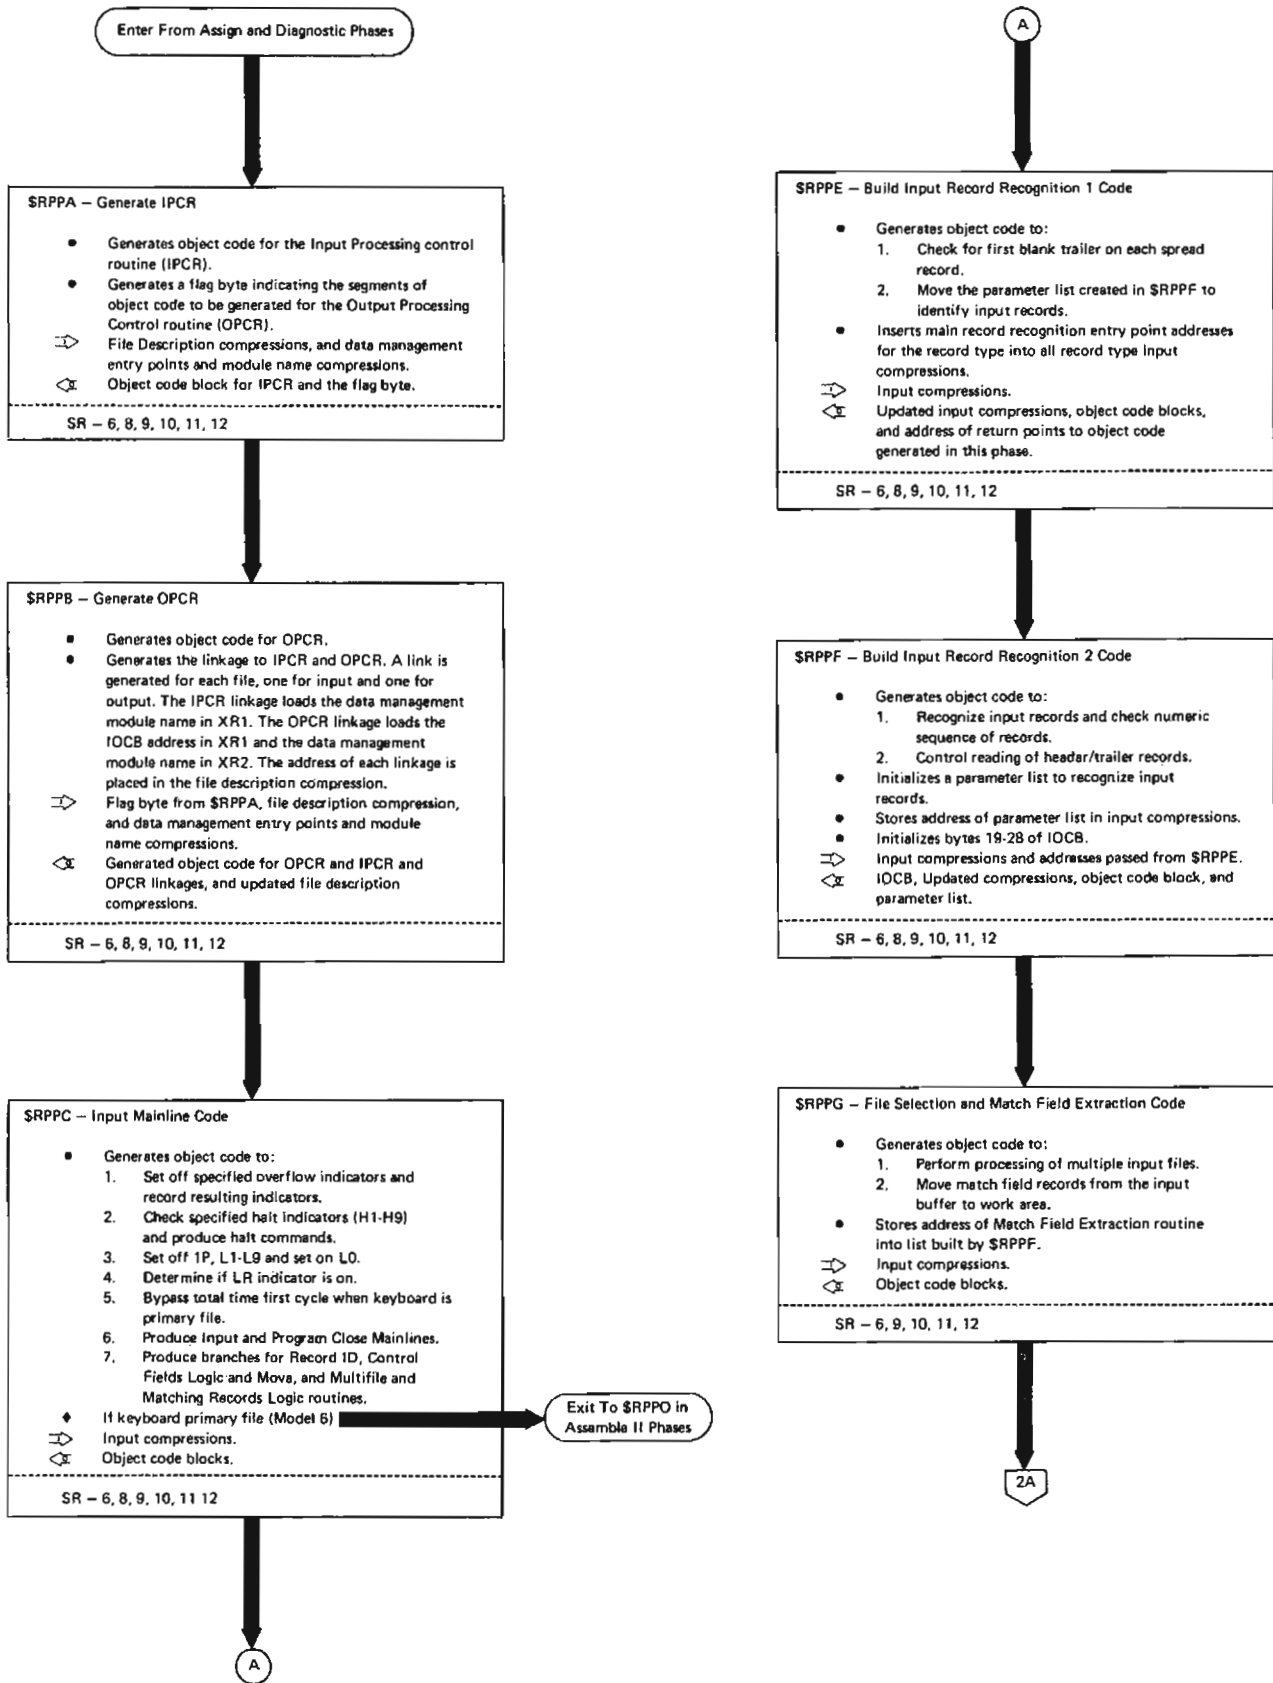 Enter From Assign and Diagnostic Phases
$RPPA – Generate IPCR
● Generates object code for the Input Processing control
routine (IPCR).
● Generates a flag byte indicating the segments of
object code to be generated for the Output Processing
Control routine (OPCR).
File Description compressions, and data management
entry points and module name compressions.
Object code block for IPCR and the flag byte.
SR – 6, 8, 9, 10, 11, 12
$RPPB – Generate OPCR
● Generates object code for OPCR.
● Generates the linkage to IPCR and OPCR. A link is
generated for each file, one for input and one for
output. The IPCR linkage loads the data management
module name in XR1. The OPCR linkage loads the
IOCB address in XR1 and the data management
module name in XR2. The address of each linkage is
placed in the file description compression.
Flag byte from $RPPA, file description compression,
and data management entry points and module
name compressions.
Generated object code for OPCR and IPCR and
OPCR linkages, and updated file description
compressions.
SR – 6, 8, 9, 10, 11, 12
$RPPC – Input Mainline Code
● Generates object code to:
1. Set off specified overflow indicators and
record resulting indicators.
2. Check specified halt indicators (H1-H9)
and produce halt commands.
3. Set off 1P, L1-L9 and set on L0.
4. Determine if LR indicator is on.
5. Bypass total time first cycle when keyboard is
primary file.
6. Produce Input and Program Close Mainlines.
7. Produce branches for Record ID, Control
Fields Logic and Move, and Multifile and
Matching Records Logic routines.
♦ If keyboard primary file (Model 6)
Input compressions.
Object code blocks.
SR – 6, 8, 9, 10, 11 12
Exit To $RPPO in
Assemble II Phases
A
A
$RPPE – Build Input Record Recognition 1 Code
● Generates object code to:
1. Check for first blank trailer on each spread
record.
2. Move the parameter list created in $RPPF to
identify input records.
● Inserts main record recognition entry point addresses
for the record type into all record type Input
compressions.
Input compressions.
Updated input compressions, object code blocks,
and address of return points to object code
generated in this phase.
SR – 6, 8, 9, 10, 11, 12
$RPPF – Build Input Record Recognition 2 Code
● Generates object code to:
1. Recognize input records and check numeric
sequence of records.
2. Control reading of header/trailer records.
● Initializes a parameter list to recognize input
records.
● Stores address of parameter list in input compressions.
● Initializes bytes 19-28 of IOCB.
Input compressions and addresses passed from $RPPE.
IOCB, Updated compressions, object code block, and
parameter list.
SR – 6, 8, 9, 10, 11, 12
$RPPG – File Selection and Match Field Extraction Code
● Generates object code to:
1. Perform processing of multiple input files.
2. Move match field records from the input
buffer to work area.
● Stores address of Match Field Extraction routine
into list built by $RPPF.
Input compressions.
Object code blocks.
SR – 6, 9, 10, 11, 12
2A